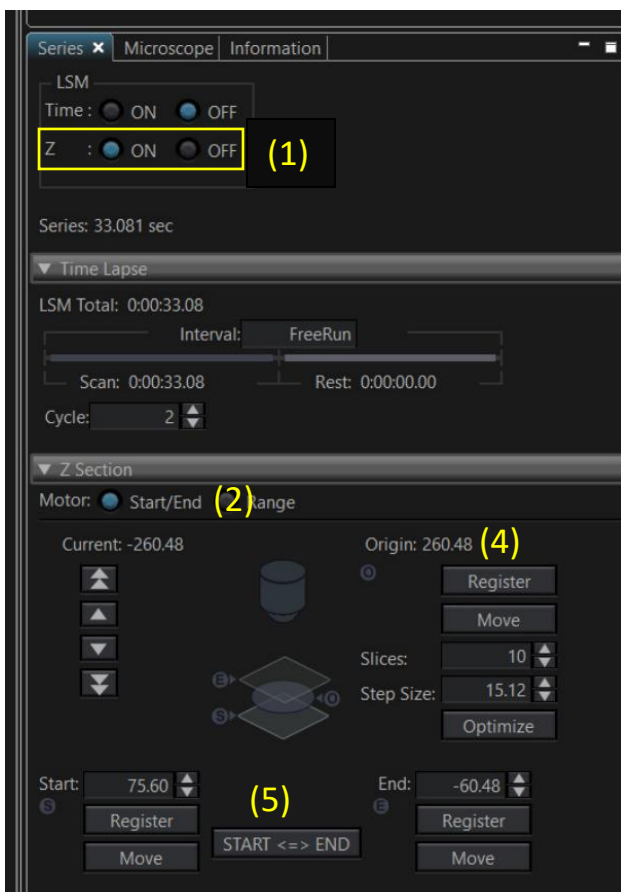 Series × Microscope Information
LSM
Time : ON OFF
Z : ON OFF (1)
Series: 33.081 sec
Time Lapse
LSM Total: 0:00:33.08
Interval: FreeRun
Scan: 0:00:33.08 Rest: 0:00:00.00
Cycle: 2
Z Section
Motor: Start/End (2) Range
Current: -260.48 Origin: 260.48 (4)
O Register
Move
Slices: 10
E O Step Size: 15.12
S Optimize
Start: 75.60 (5) End: -60.48
S Register E Register
START <=> END
Move Move